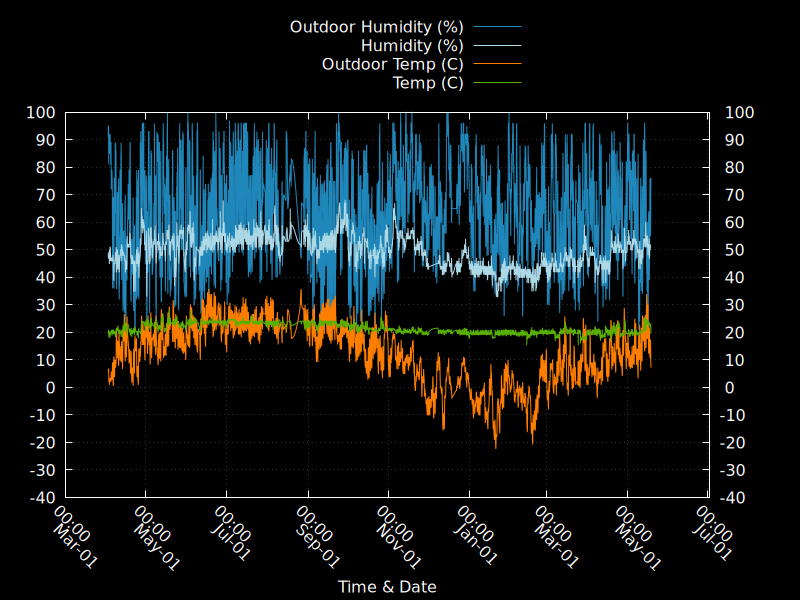 Outdoor Humidity (%)
Humidity (%)
Outdoor Temp (C)
Temp (C)
100 100
90 90
80 80
70 70
60 60
50 50
40 40
30 30
20 20
10 10
0 0
-10 -10
-20 -20
-30 -30
-40 -40
00:00 00:00 00:00 00:00 00:00 00:00 00:00 00:00 00:00
Mar-01 May-01 Jul-01 Sep-01 Nov-01 Jan-01 Mar-01 May-01 Jul-01
Time & Date